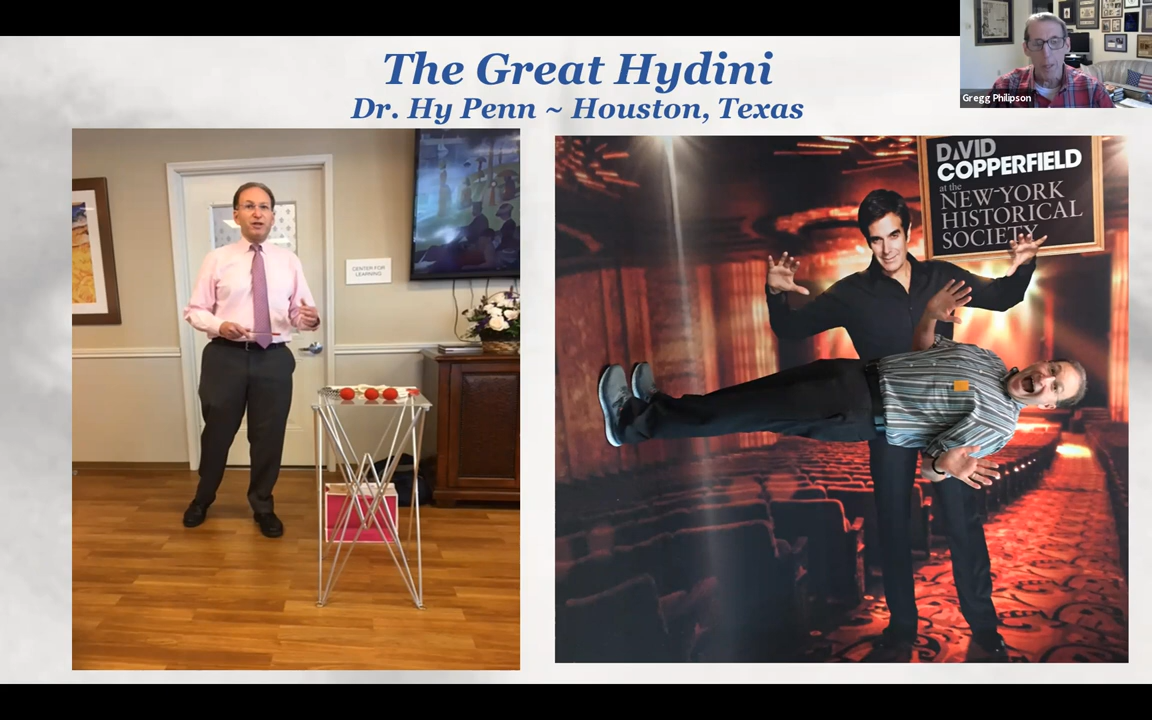 The Great Hydini
Dr. Hy Penn ~ Houston, Texas
Gregg Philipson
CENTER FOR
LEARNING
DAVID
COPPERFIELD
at the
NEW-YORK
HISTORICAL
SOCIETY